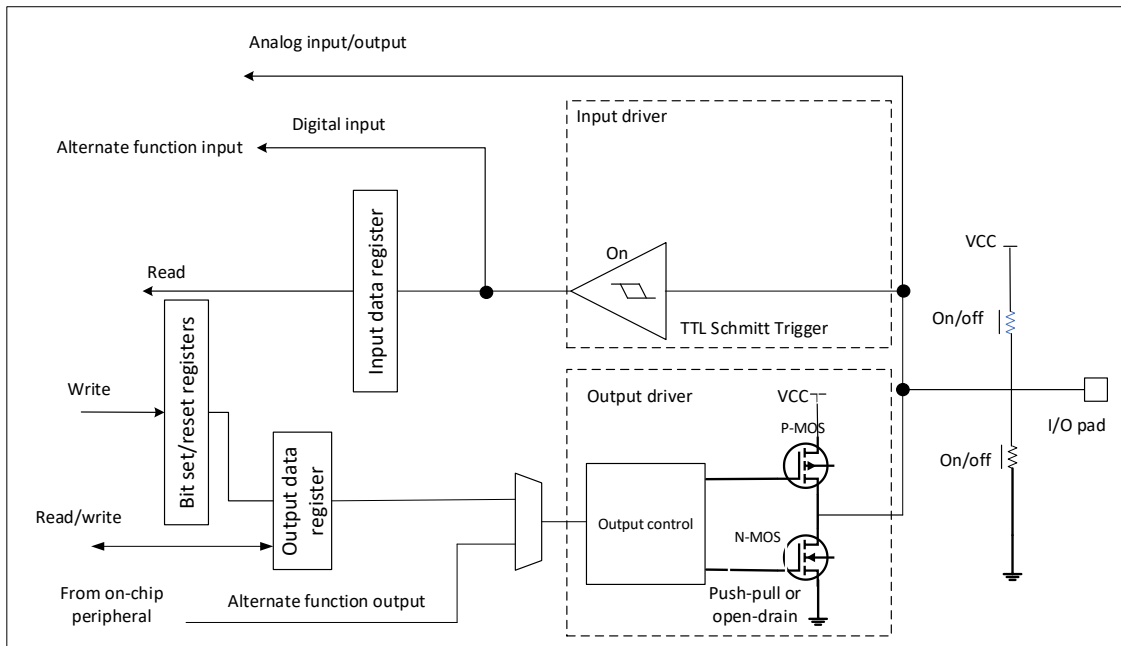 Analog input/output
Input driver
Digital input
Alternate function input
Input data register
On
VCC
Read
TTL Schmitt Trigger
On/off
Bit set/reset registers
Write
Output driver
VCC
I/O pad
P-MOS
On/off
Output data
register
Output control
Read/write
N-MOS
From on-chip
peripheral
Alternate function output
Push-pull or
open-drain